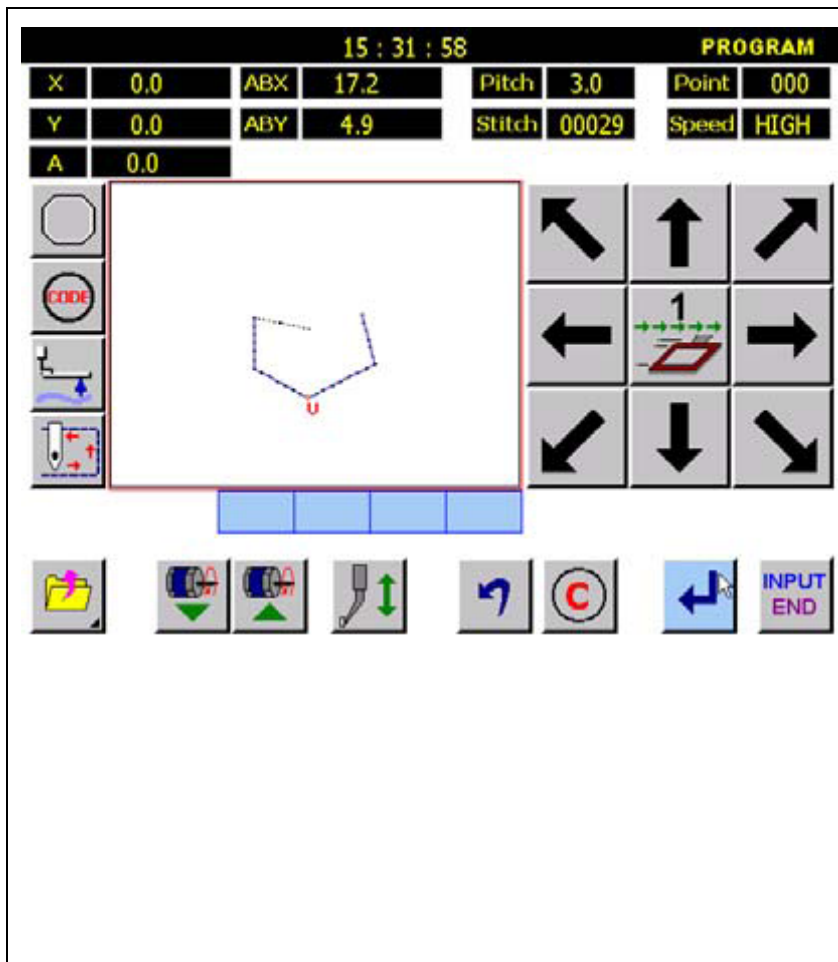 15 : 31 : 58 PROGRAM
X 0.0 ABX 17.2 Pitch 3.0 Point 000
Y 0.0 ABY 4.9 Stitch 00029 Speed HIGH
A 0.0
1
CODE
U
INPUT
C
END